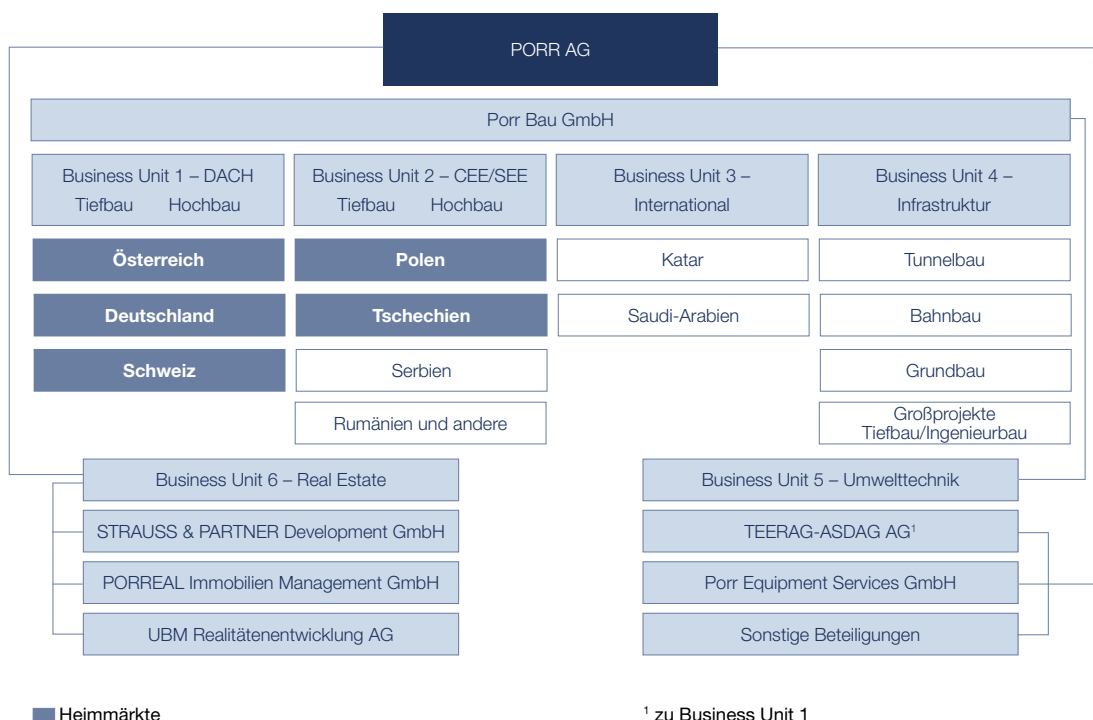 PORR AG
Porr Bau GmbH
Business Unit 1 – DACH
Tiefbau Hochbau
Business Unit 2 – CEE/SEE
Tiefbau Hochbau
Business Unit 3 –
International
Business Unit 4 –
Infrastruktur
Österreich
Polen
Katar
Tunnelbau
Deutschland
Tschechien
Saudi-Arabien
Bahnbau
Schweiz
Serbien
Grundbau
Rumänien und andere
Großprojekte
Tiefbau/Ingenieurbau
Business Unit 6 – Real Estate
STRAUSS & PARTNER Development GmbH
PORREAL Immobilien Management GmbH
UBM Realitätenentwicklung AG
Business Unit 5 – Umwelttechnik
TEERAG-ASDAG AG¹
Porr Equipment Services GmbH
Sonstige Beteiligungen
Heimmärkte
¹ zu Business Unit 1